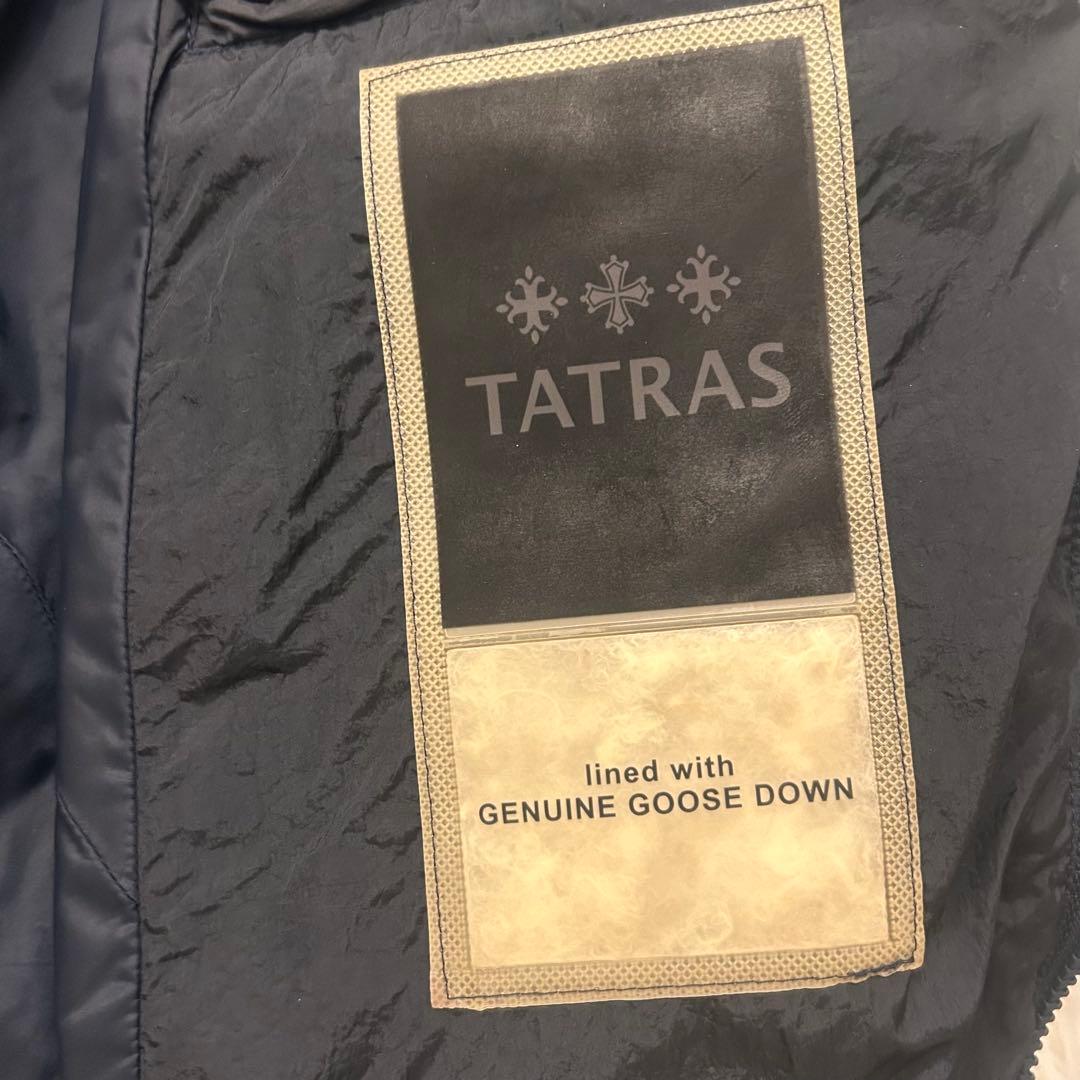 TATRAS
lined with
GENUINE GOOSE DOWN